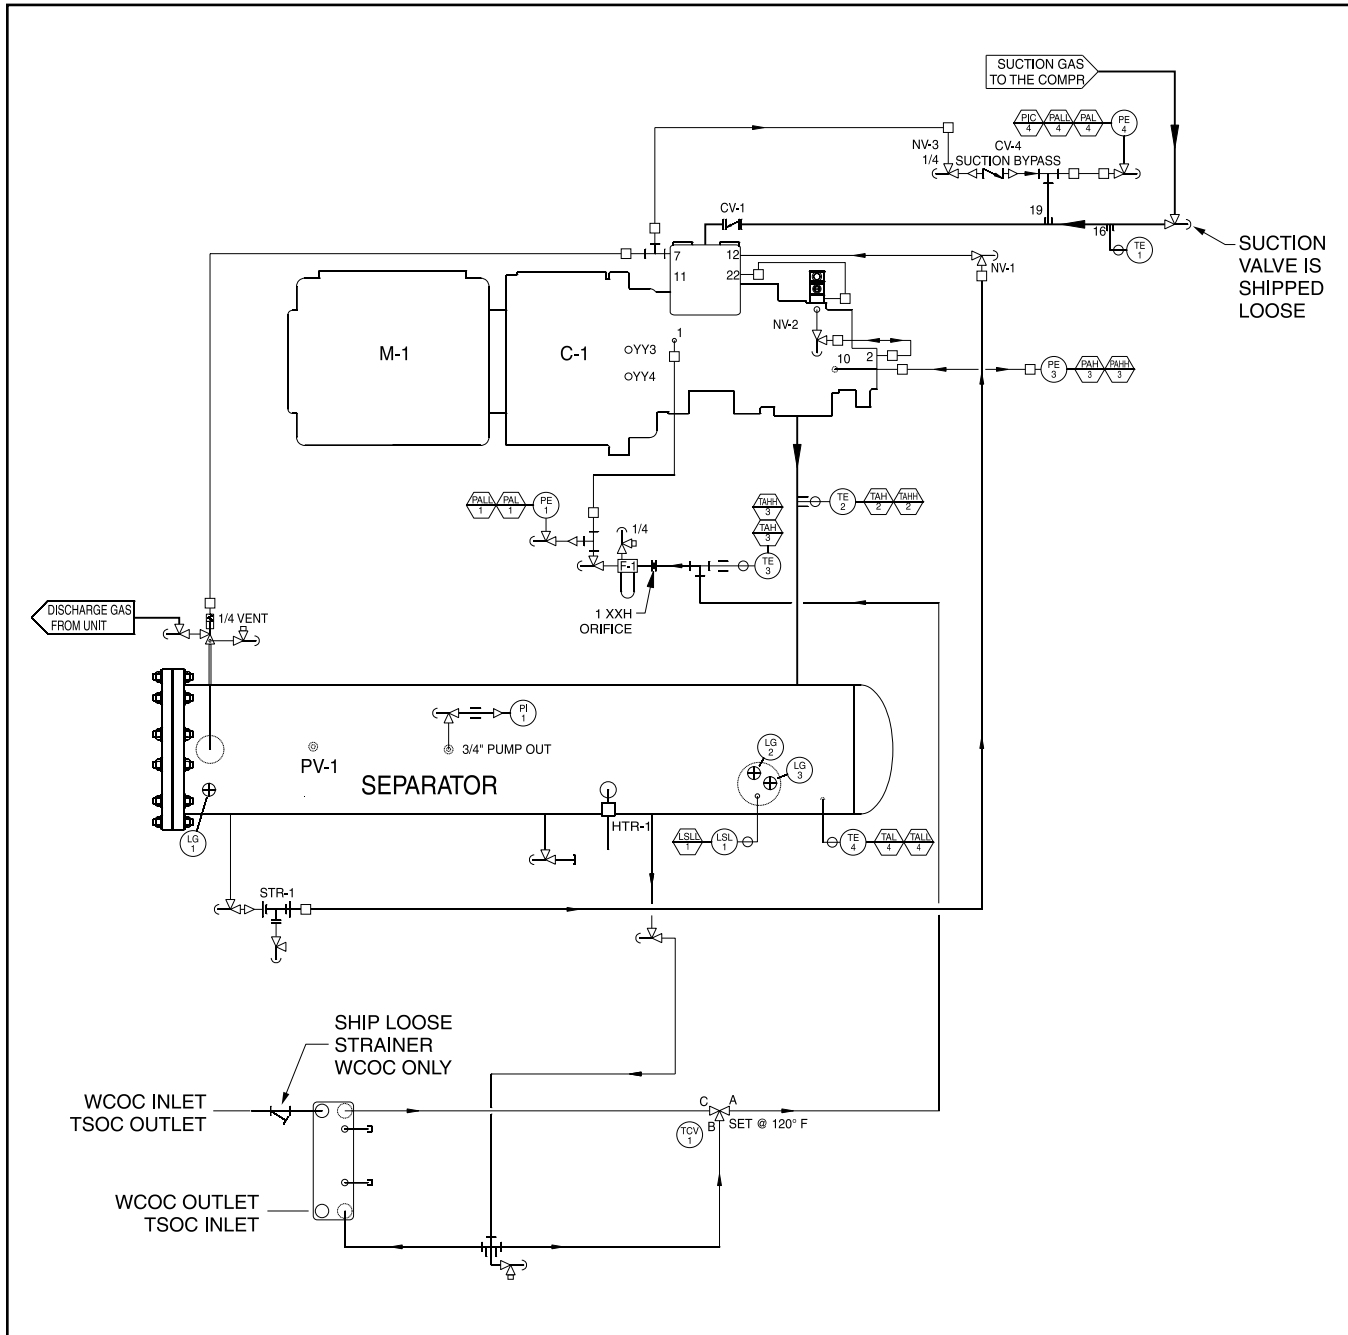 SUCTION GAS
TO THE COMPR
PIC
4
PALL
4
PAL
4
PE
4
NV-3
1/4
CV-4
SUCTION BYPASS
CV-1
19
16
TE
1
SUCTION
VALVE IS
SHIPPED
LOOSE
7
12
11
22
NV-1
NV-2
M-1
C-1
1
YY3
YY4
10
2
PE
3
PAH
3
PAHH
3
PALL
1
PAL
1
PE
1
1/4
TAHH
3
TAH
3
TE
3
TE
2
TAH
2
TAHH
2
F-1
1 XXH
ORIFICE
DISCHARGE GAS
FROM UNIT
1/4 VENT
PI
1
3/4" PUMP OUT
PV-1
SEPARATOR
LG
2
LG
3
HTR-1
LG
1
LSLL
1
LSL
1
TE
4
TAL
4
TALL
4
STR-1
SHIP LOOSE
STRAINER
WCOC ONLY
WCOC INLET
TSOC OUTLET
C
A
B
SET @ 120° F
TCV
1
WCOC OUTLET
TSOC INLET